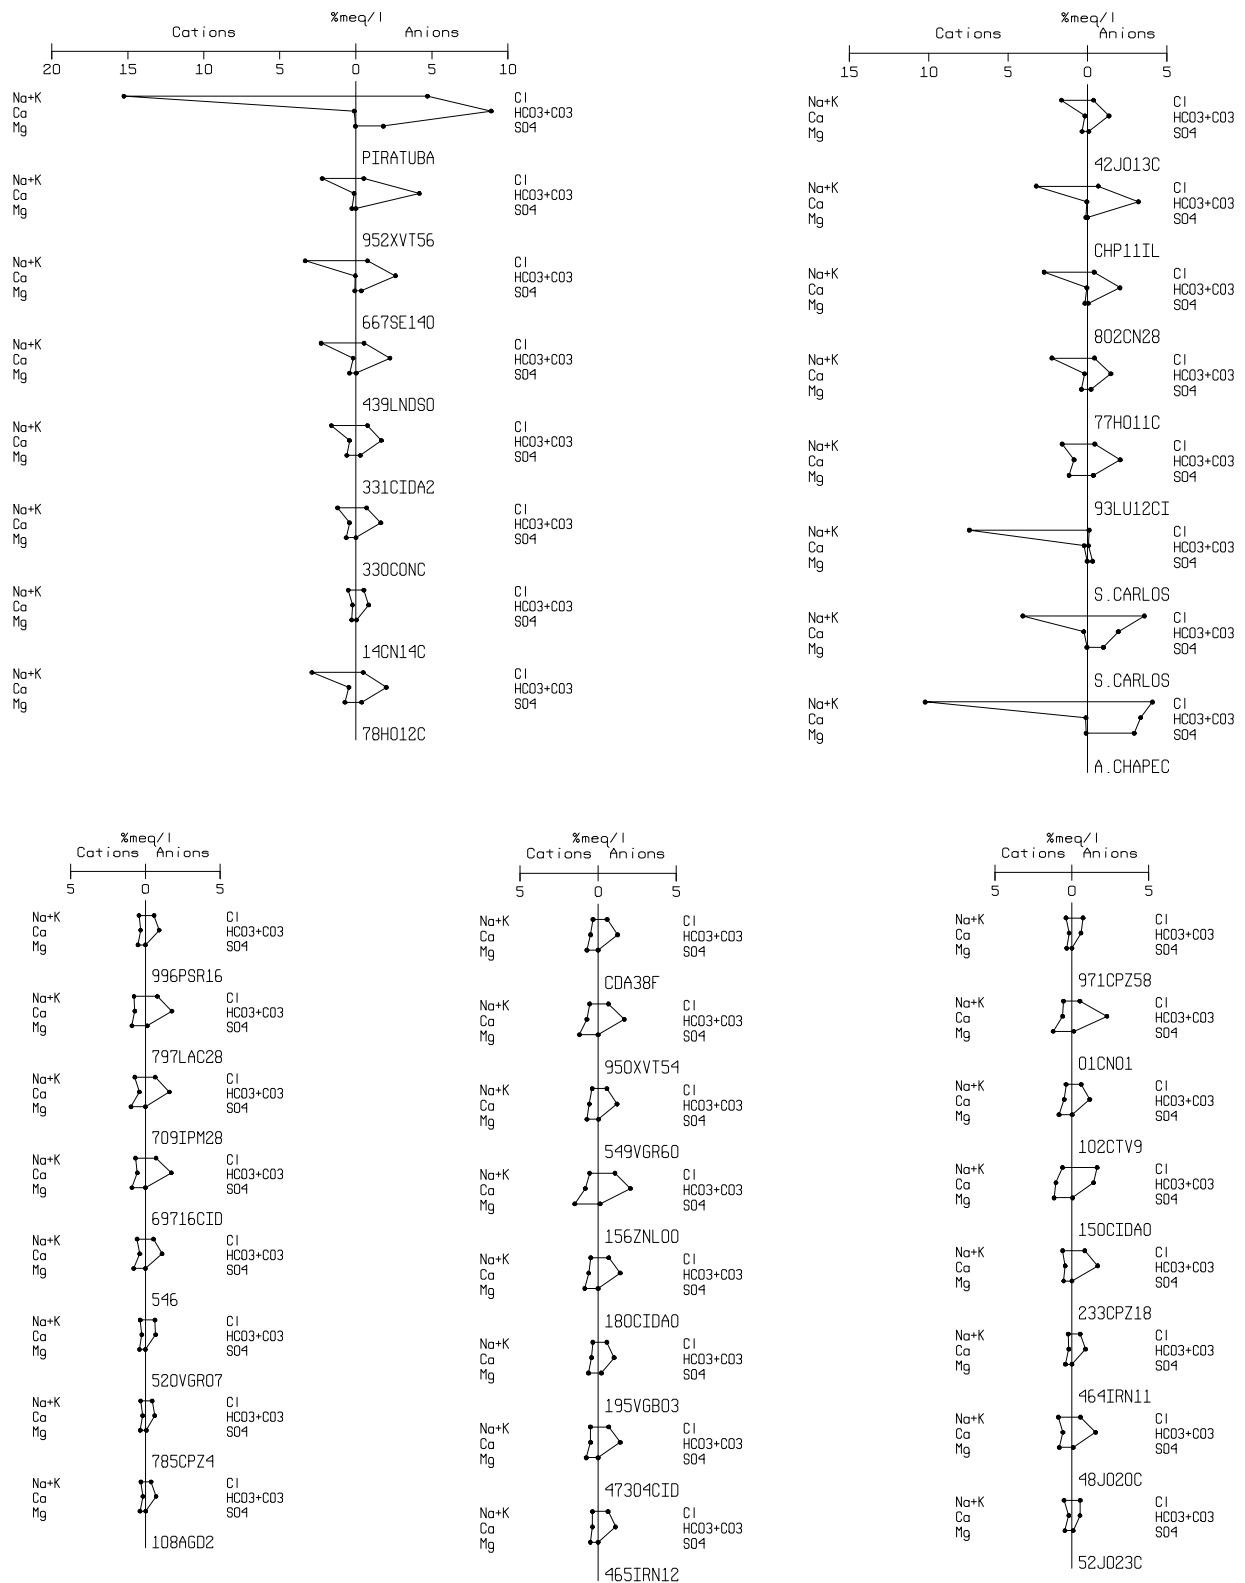 %meq/l
Cations Anions
20 15 10 5 0 5 10
Na+K Cl
Ca HCO3+CO3
Mg SO4
PIRATUBA
Na+K Cl
Ca HCO3+CO3
Mg SO4
952XVT56
Na+K Cl
Ca HCO3+CO3
Mg SO4
667SE140
Na+K Cl
Ca HCO3+CO3
Mg SO4
439LNDSO
Na+K Cl
Ca HCO3+CO3
Mg SO4
331CIDA2
Na+K Cl
Ca HCO3+CO3
Mg SO4
330CONC
Na+K Cl
Ca HCO3+CO3
Mg SO4
14CN14C
Na+K Cl
Ca HCO3+CO3
Mg SO4
78HO12C
%meq/l
Cations Anions
15 10 5 0 5
Na+K Cl
Ca HCO3+CO3
Mg SO4
42JO13C
Na+K Cl
Ca HCO3+CO3
Mg SO4
CHP11IL
Na+K Cl
Ca HCO3+CO3
Mg SO4
802CN28
Na+K Cl
Ca HCO3+CO3
Mg SO4
77HO11C
Na+K Cl
Ca HCO3+CO3
Mg SO4
93LU12CI
Na+K Cl
Ca HCO3+CO3
Mg SO4
S.CARLOS
Na+K Cl
Ca HCO3+CO3
Mg SO4
S.CARLOS
Na+K Cl
Ca HCO3+CO3
Mg SO4
A.CHAPEC
%meq/l
Cations Anions
5 0 5
Na+K Cl
Ca HCO3+CO3
Mg SO4
996PSR16
Na+K Cl
Ca HCO3+CO3
Mg SO4
797LAC28
Na+K Cl
Ca HCO3+CO3
Mg SO4
709IPM28
Na+K Cl
Ca HCO3+CO3
Mg SO4
69716CID
Na+K Cl
Ca HCO3+CO3
Mg SO4
546
Na+K Cl
Ca HCO3+CO3
Mg SO4
520VGR07
Na+K Cl
Ca HCO3+CO3
Mg SO4
785CPZ4
Na+K Cl
Ca HCO3+CO3
Mg SO4
108AGD2
%meq/l
Cations Anions
5 0 5
Na+K Cl
Ca HCO3+CO3
Mg SO4
CDA38F
Na+K Cl
Ca HCO3+CO3
Mg SO4
950XVT54
Na+K Cl
Ca HCO3+CO3
Mg SO4
549VGR60
Na+K Cl
Ca HCO3+CO3
Mg SO4
156ZNLOO
Na+K Cl
Ca HCO3+CO3
Mg SO4
180CIDAO
Na+K Cl
Ca HCO3+CO3
Mg SO4
195VGB03
Na+K Cl
Ca HCO3+CO3
Mg SO4
47304CID
Na+K Cl
Ca HCO3+CO3
Mg SO4
465IRN12
%meq/l
Cations Anions
5 0 5
Na+K Cl
Ca HCO3+CO3
Mg SO4
971CPZ58
Na+K Cl
Ca HCO3+CO3
Mg SO4
01CN01
Na+K Cl
Ca HCO3+CO3
Mg SO4
102CTV9
Na+K Cl
Ca HCO3+CO3
Mg SO4
150CIDAO
Na+K Cl
Ca HCO3+CO3
Mg SO4
233CPZ18
Na+K Cl
Ca HCO3+CO3
Mg SO4
464IRN11
Na+K Cl
Ca HCO3+CO3
Mg SO4
48JO20C
Na+K Cl
Ca HCO3+CO3
Mg SO4
52JO23C